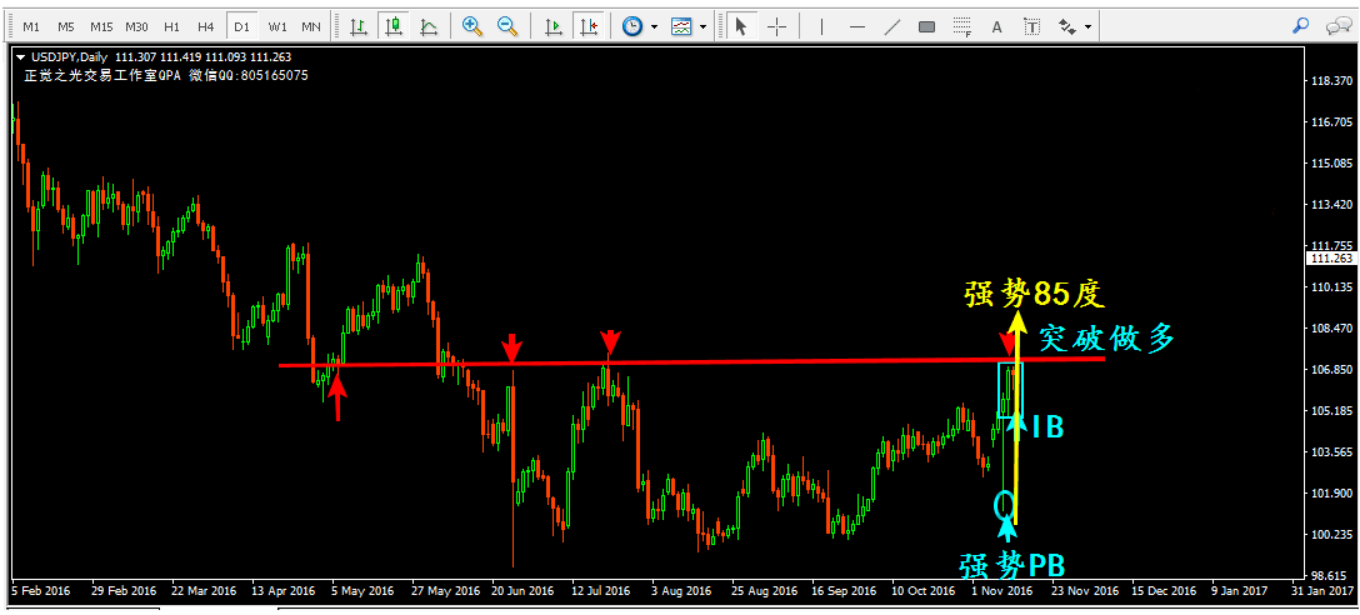 M1 M5 M15 M30 H1 H4 D1 W1 MN A T F
USDJPY,Daily 111.307 111.419 111.093 111.263
正觉之光交易工作室QPA 微信QQ:805165075
118.370
116.705
115.085
113.420
111.755
111.263
110.135
强势85度
108.470
突破做多
106.850
105.185
IB
103.565
101.900
100.235
强势PB
98.615
5 Feb 2016 29 Feb 2016 22 Mar 2016 13 Apr 2016 5 May 2016 27 May 2016 20 Jun 2016 12 Jul 2016 3 Aug 2016 25 Aug 2016 16 Sep 2016 10 Oct 2016 1 Nov 2016 23 Nov 2016 15 Dec 2016 9 Jan 2017 31 Jan 2017